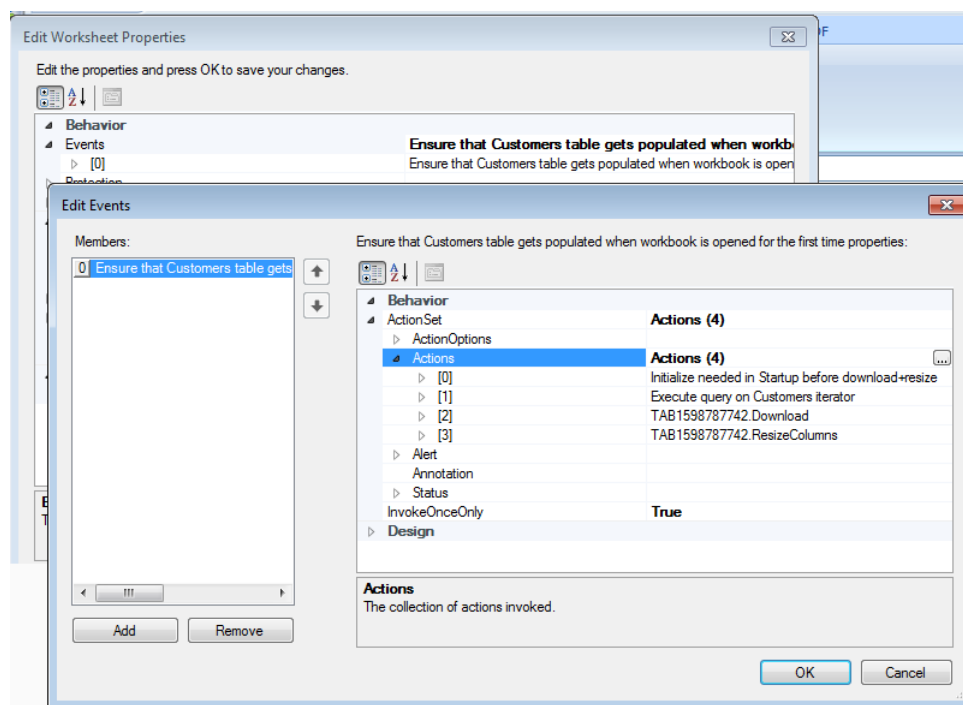 DF
Edit Worksheet Properties
Edit the properties and press OK to save your changes.
Behavior
Events Ensure that Customers table gets populated when workb
[0] Ensure that Customers table gets populated when workbook is open
Protection
Edit Events
Members: Ensure that Customers table gets populated when workbook is opened for the first time properties:
0 Ensure that Customers table gets
Behavior
ActionSet Actions (4)
ActionOptions
Actions Actions (4) ...
[0] Initialize needed in Startup before download+resize
[1] Execute query on Customers iterator
[2] TAB1598787742.Download
[3] TAB1598787742.ResizeColumns
Alert
Annotation
Status
InvokeOnceOnly True
Design
Actions
The collection of actions invoked.
Add Remove
OK Cancel